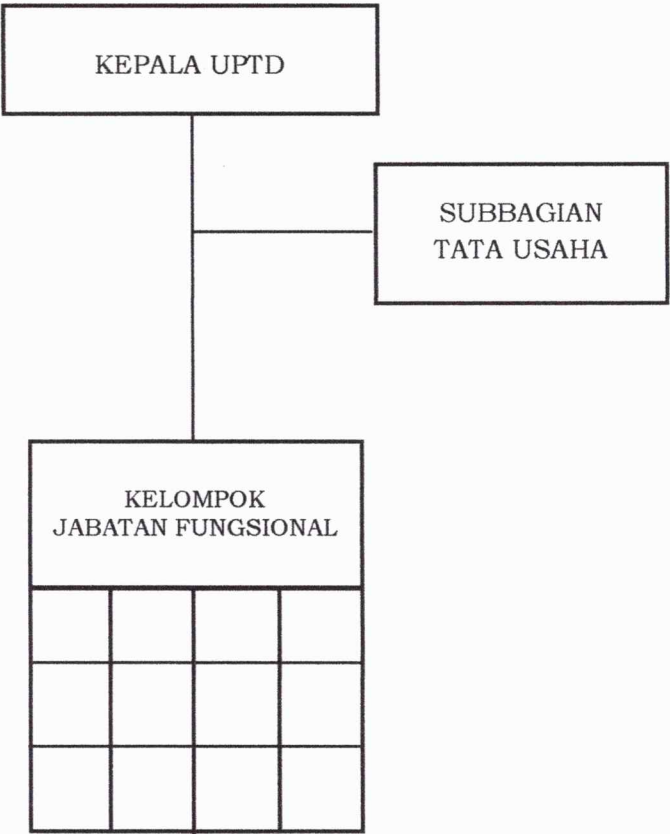 KEPALA UPTD
SUBBAGIAN
TATA USAHA
KELOMPOK
JABATAN FUNGSIONAL